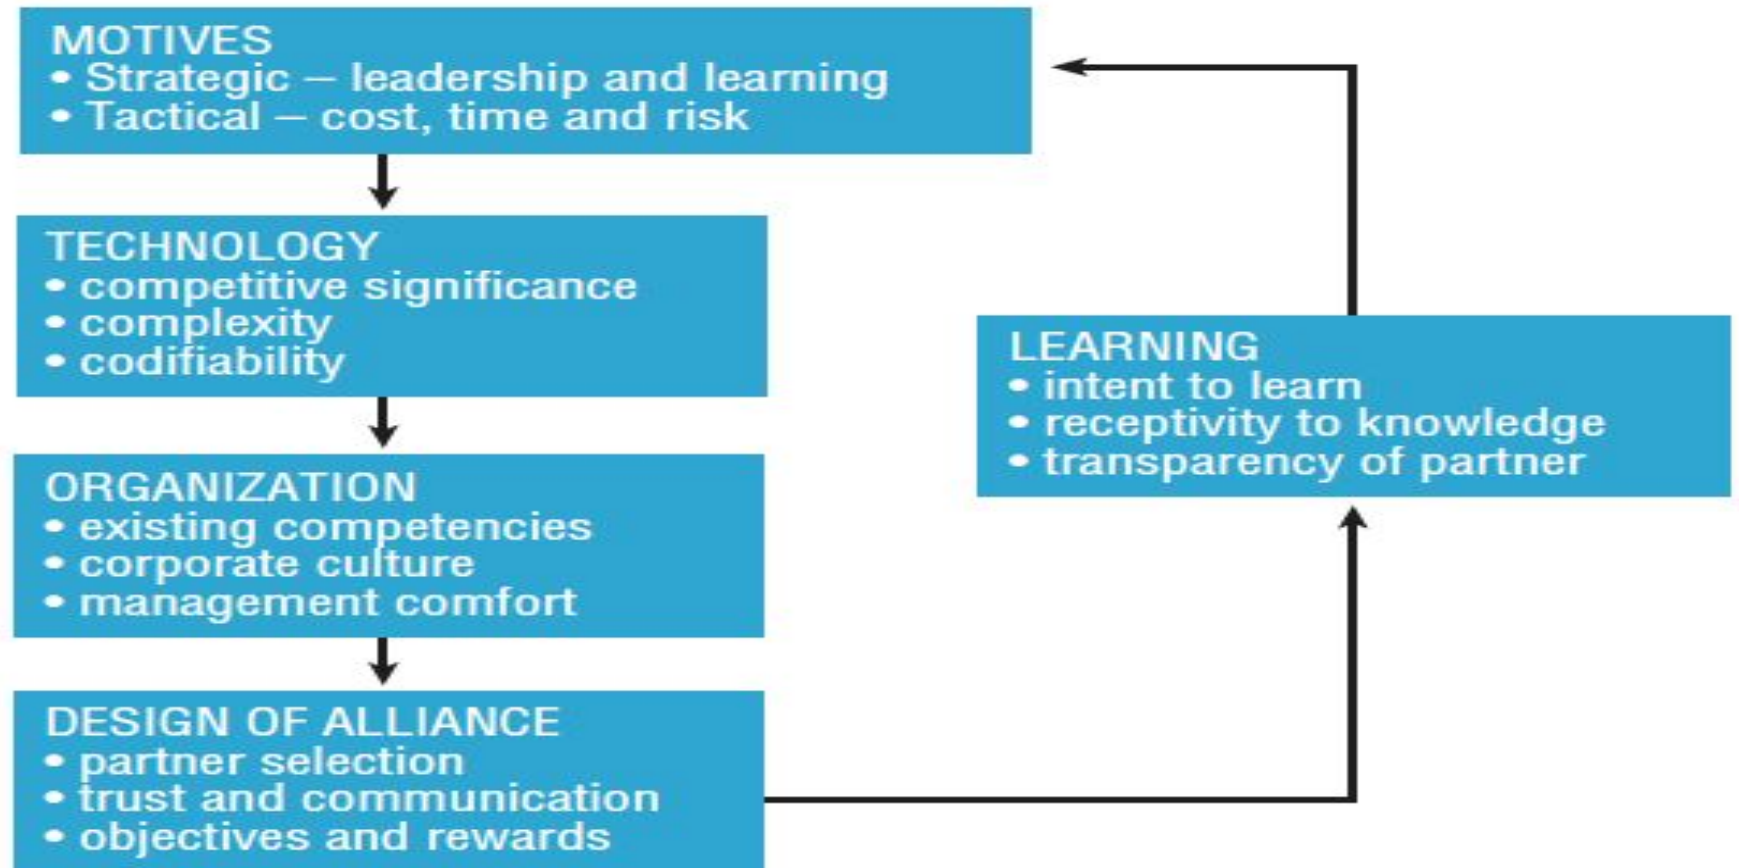 MOTIVES
• Strategic – leadership and learning
• Tactical – cost, time and risk
TECHNOLOGY
• competitive significance
• complexity
• codifiability
ORGANIZATION
• existing competencies
• corporate culture
• management comfort
DESIGN OF ALLIANCE
• partner selection
• trust and communication
• objectives and rewards
LEARNING
• intent to learn
• receptivity to knowledge
• transparency of partner